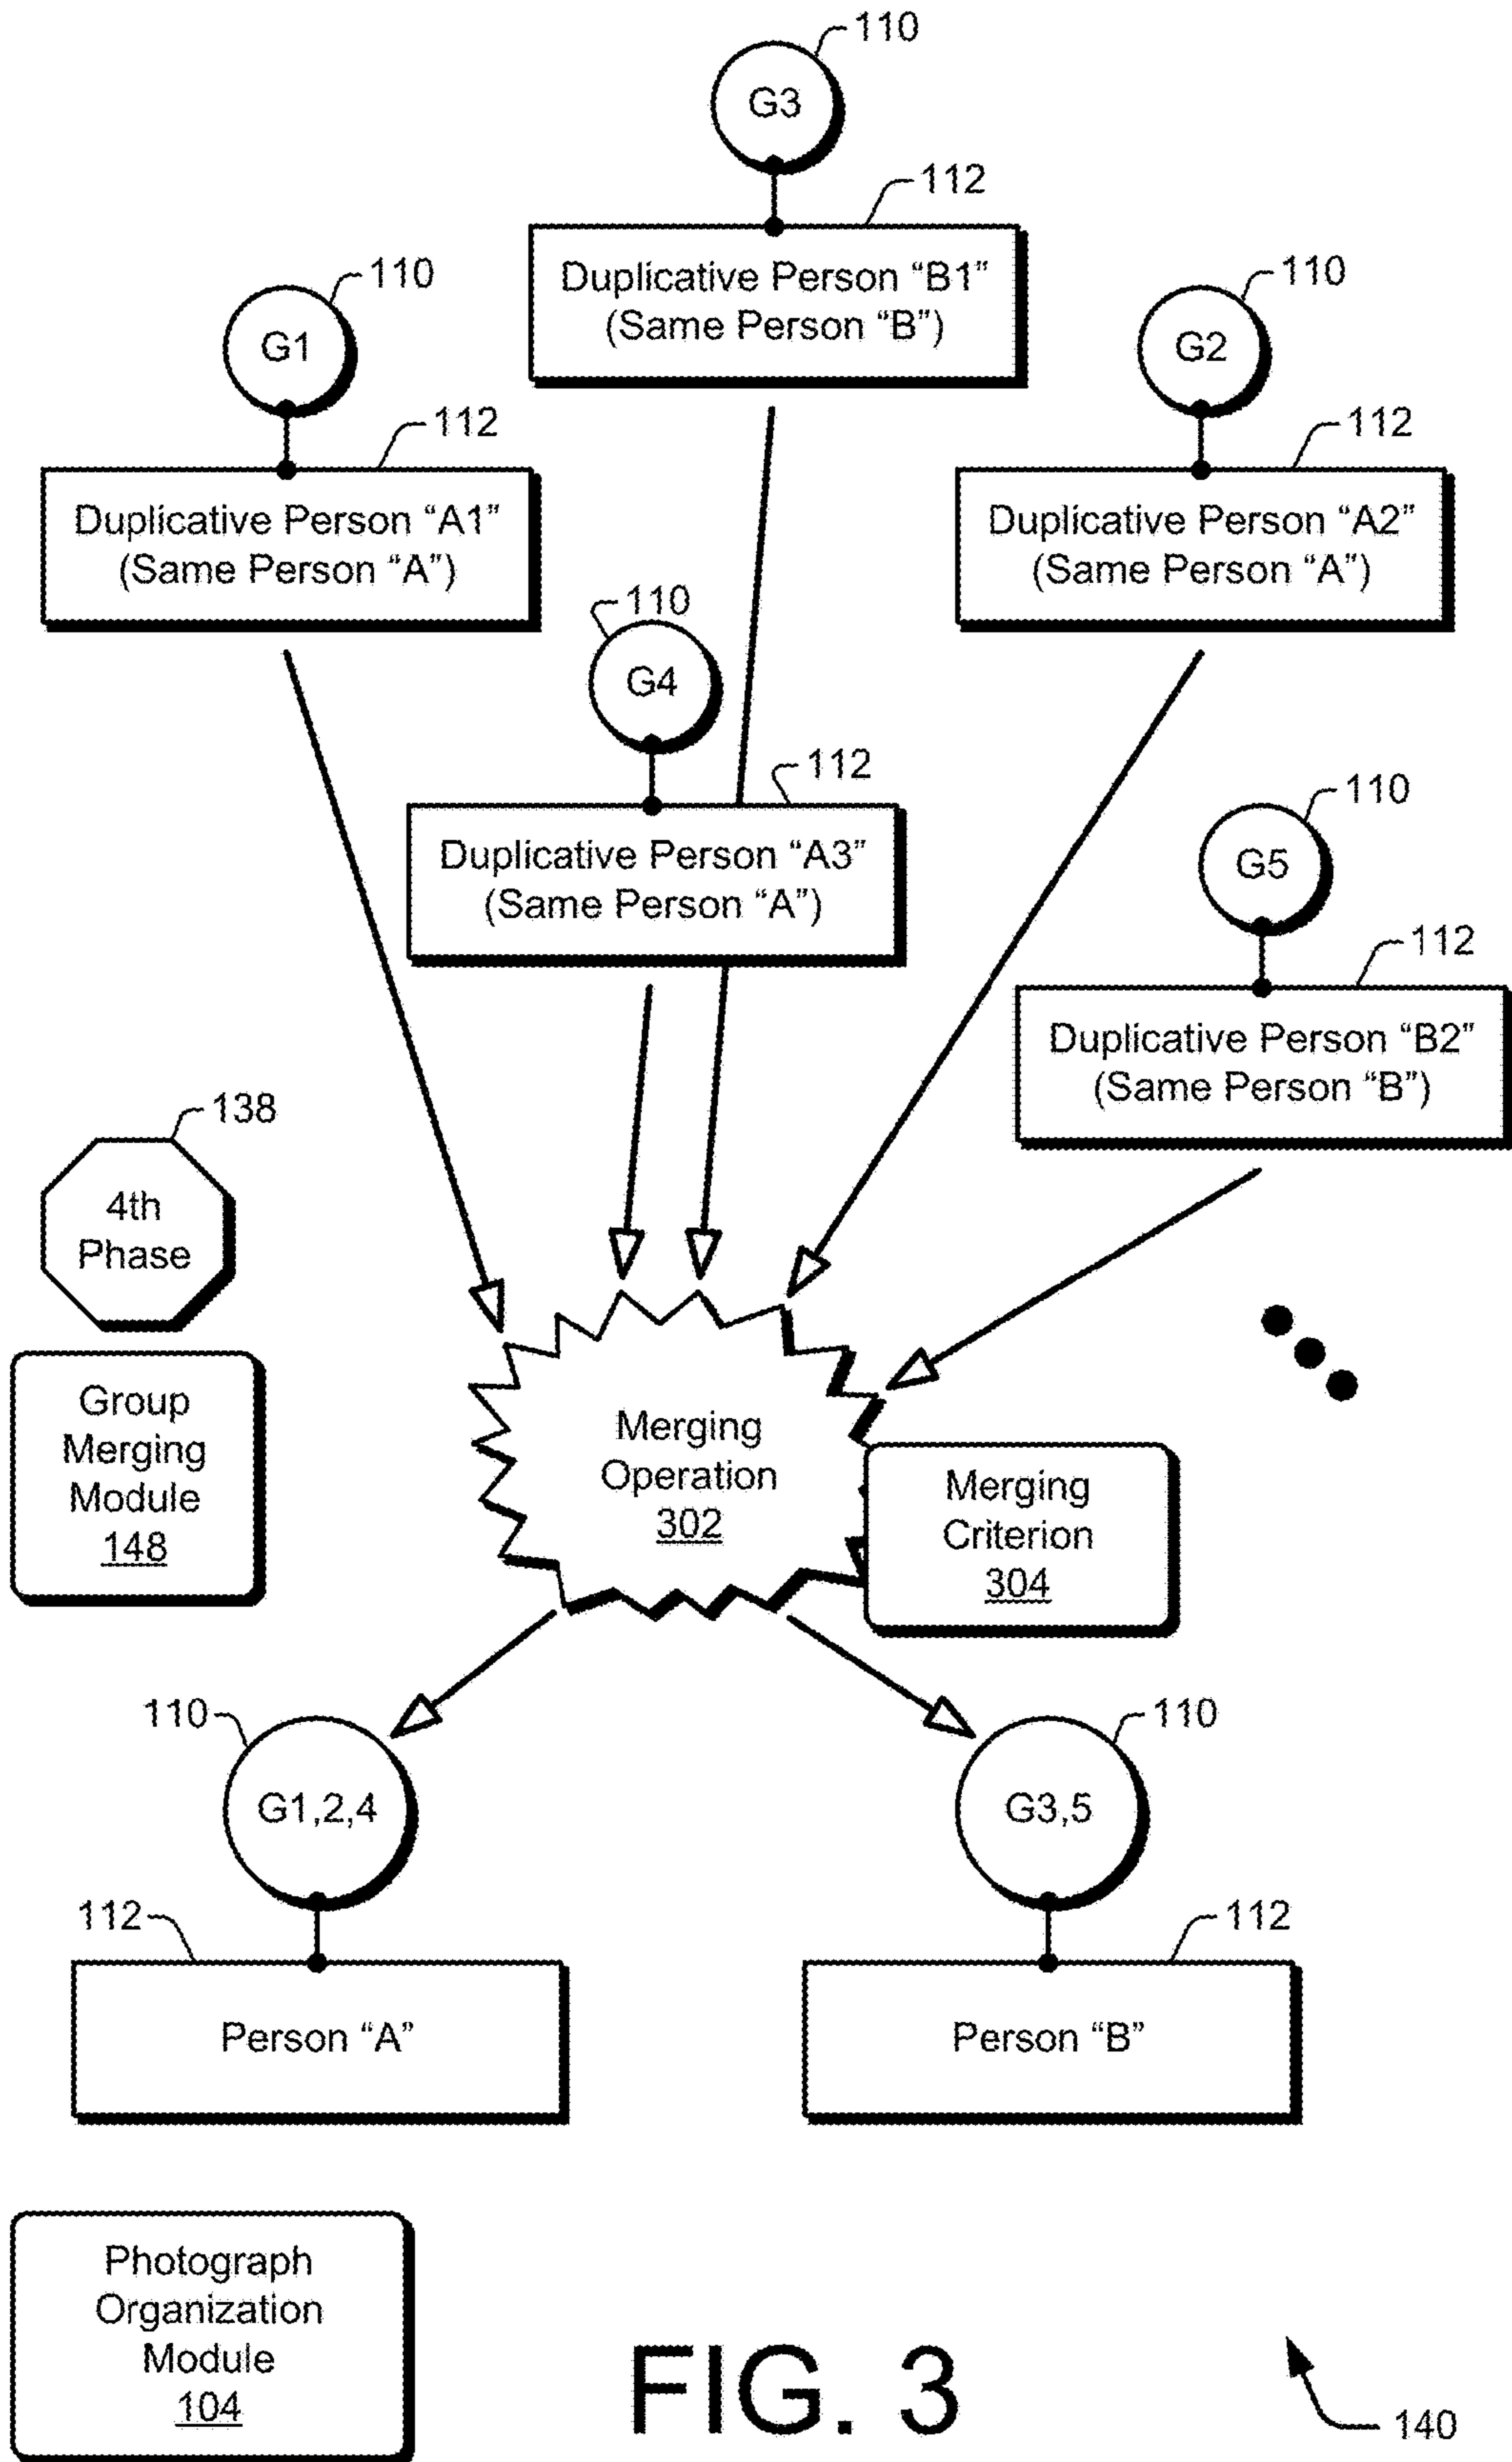 110
G3
112
Duplicative Person “B1”
(Same Person “B”)
110
G1
112
Duplicative Person “A1”
(Same Person “A”)
110
G2
112
Duplicative Person “A2”
(Same Person “A”)
110
G4
112
Duplicative Person “A3”
(Same Person “A”)
110
G5
112
Duplicative Person “B2”
(Same Person “B”)
138
4th
Phase
Group
Merging
Module
148
Merging
Operation
302
Merging
Criterion
304
110
G1,2,4
112
Person “A”
110
G3,5
112
Person “B”
Photograph
Organization
Module
104
FIG. 3
140